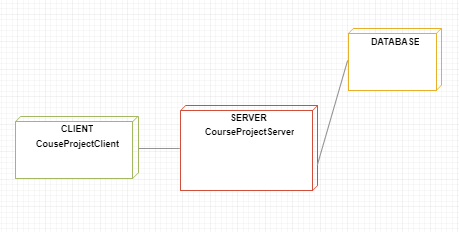 DATABASE
CLIENT
CouseProjectClient
SERVER
CourseProjectServer